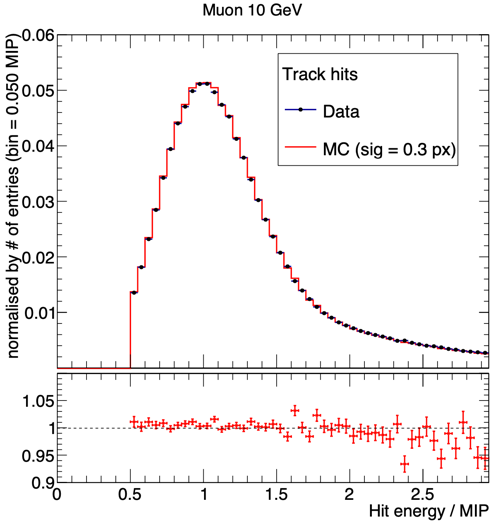 Muon 10 GeV
normalised by # of entries (bin = 0.050 MIP)
0.06
0.05
0.04
0.03
0.02
0.01
Track hits
Data
MC (sig = 0.3 px)
1.05
1
0.95
0.9
0 0.5 1 1.5 2 2.5
Hit energy / MIP